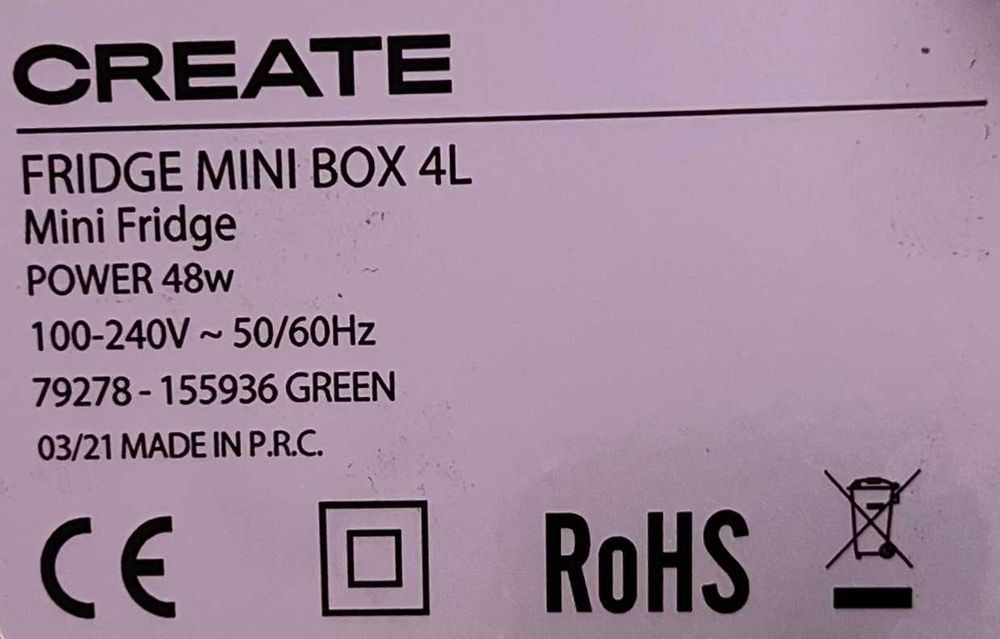 CREATE
FRIDGE MINI BOX 4L
Mini Fridge
POWER 48w
100-240V ~ 50/60Hz
79278 - 155936 GREEN
03/21 MADE IN P.R.C.
CE RoHS